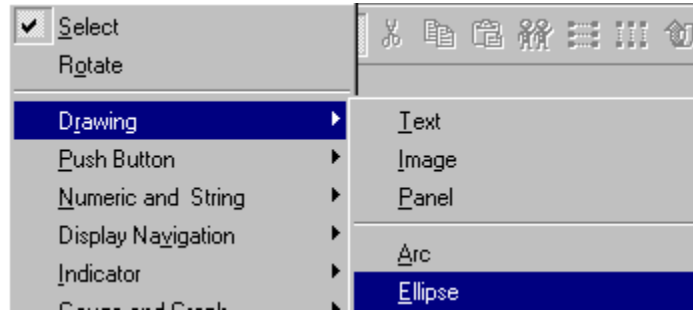 Select
Rotate
Drawing
Push Button
Numeric and String
Display Navigation
Indicator
Text
Image
Panel
Arc
Ellipse